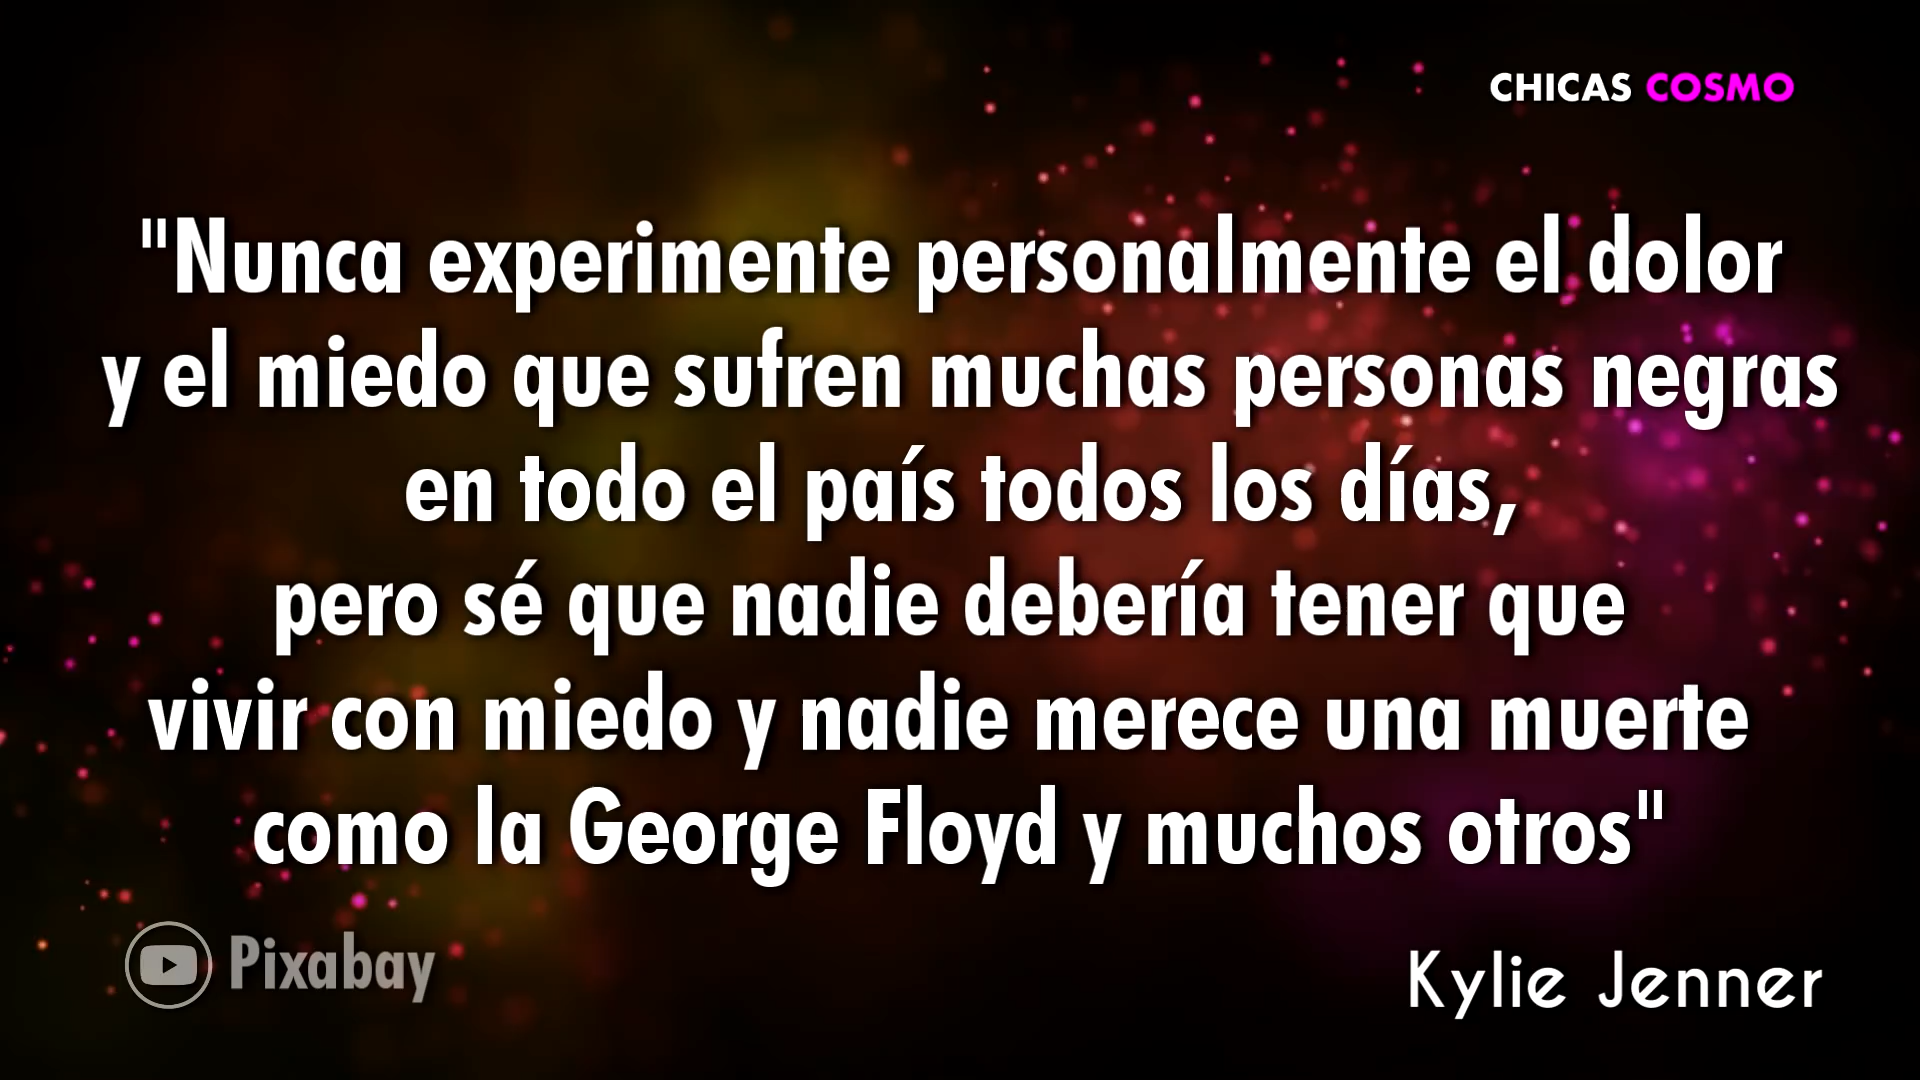 CHICAS COSMO
"Nunca experimente personalmente el dolor
y el miedo que sufren muchas personas negras
en todo el país todos los días,
pero sé que nadie debería tener que
vivir con miedo y nadie merece una muerte
como la George Floyd y muchos otros"
Pixabay
Kylie Jenner